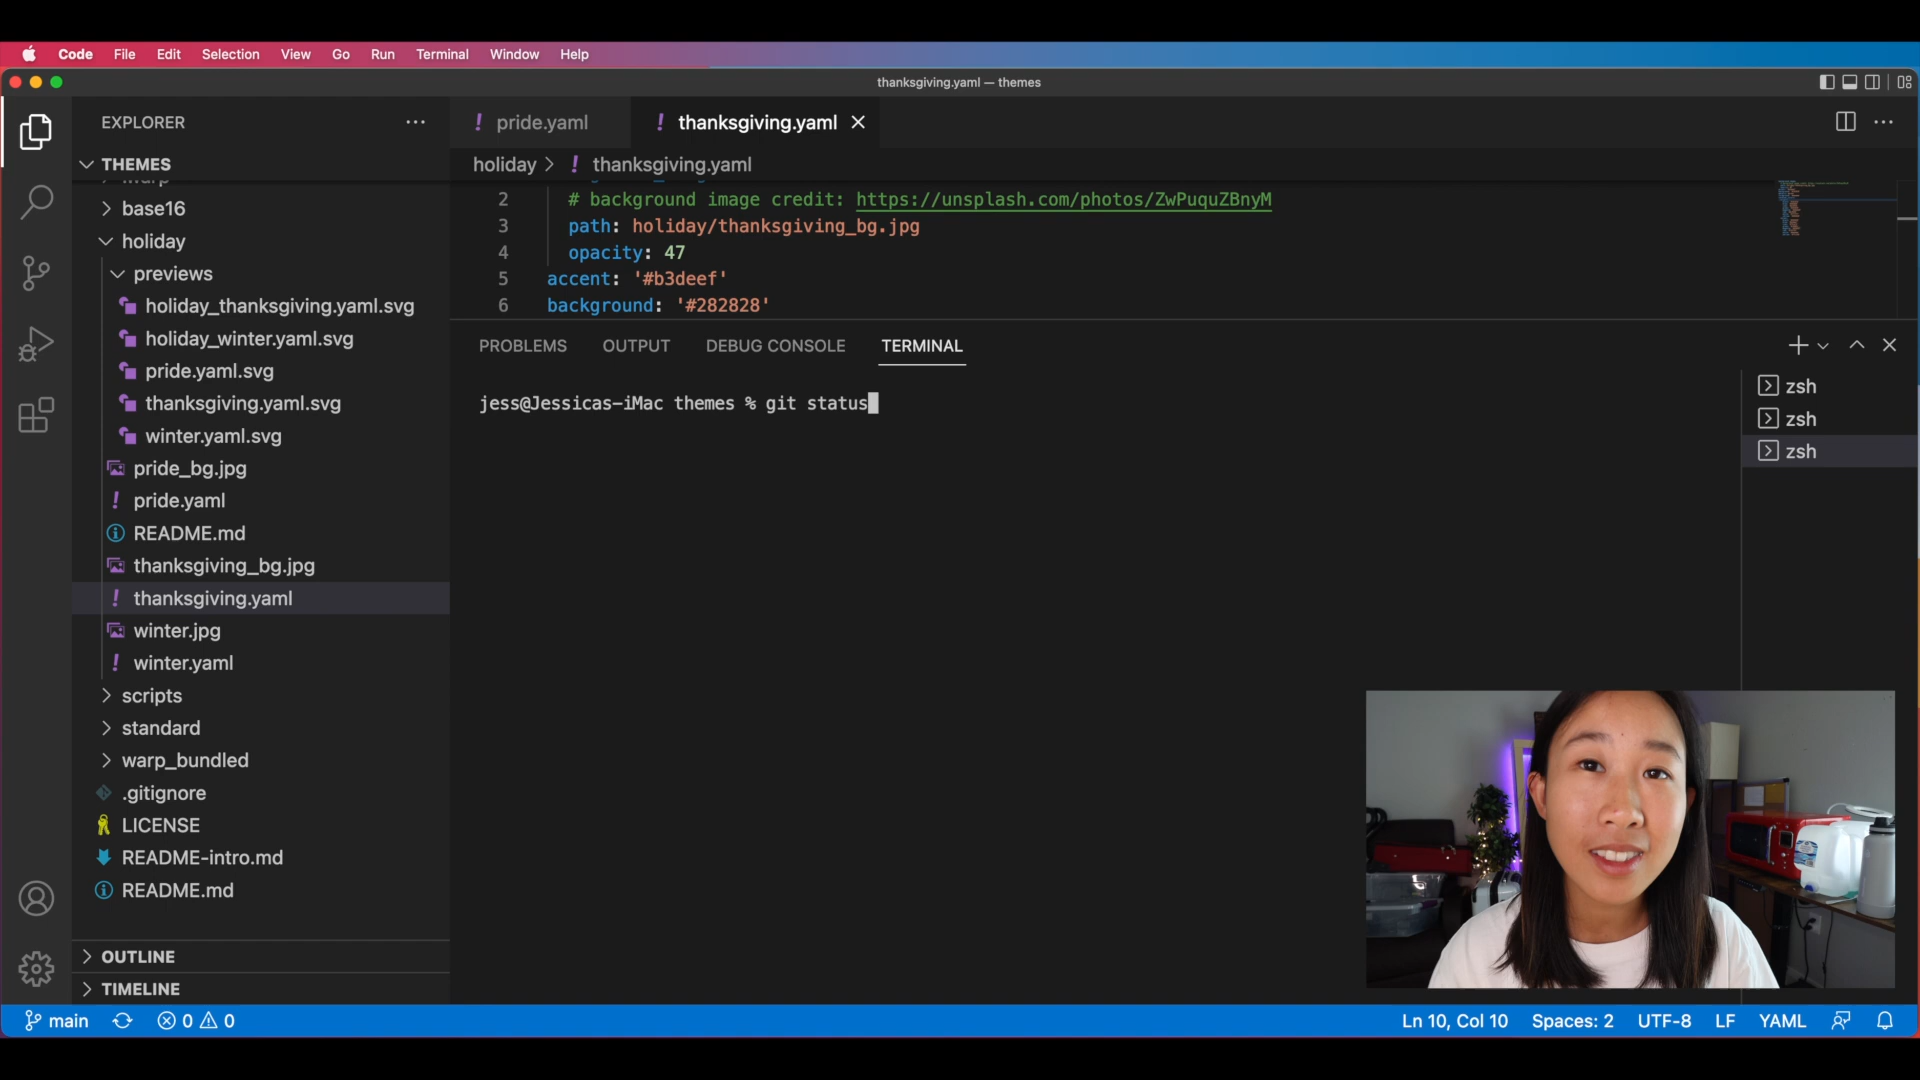 Code File Edit Selection View Go Run Terminal Window Help
thanksgiving.yaml — themes
EXPLORER
THEMES
base16
holiday
previews
holiday_thanksgiving.yaml.svg
holiday_winter.yaml.svg
pride.yaml.svg
thanksgiving.yaml.svg
winter.yaml.svg
pride_bg.jpg
! pride.yaml
README.md
thanksgiving_bg.jpg
! thanksgiving.yaml
winter.jpg
! winter.yaml
scripts
standard
warp_bundled
.gitignore
LICENSE
README-intro.md
README.md
OUTLINE
TIMELINE
! pride.yaml ! thanksgiving.yaml
holiday > ! thanksgiving.yaml
2 # background image credit: https://unsplash.com/photos/ZwPuquZBnyM
3 path: holiday/thanksgiving_bg.jpg
4 opacity: 47
5 accent: '#b3deef'
6 background: '#282828'
PROBLEMS OUTPUT DEBUG CONSOLE TERMINAL
jess@Jessicas-iMac themes % git status
zsh
zsh
zsh
main 0 0 Ln 10, Col 10 Spaces: 2 UTF-8 LF YAML